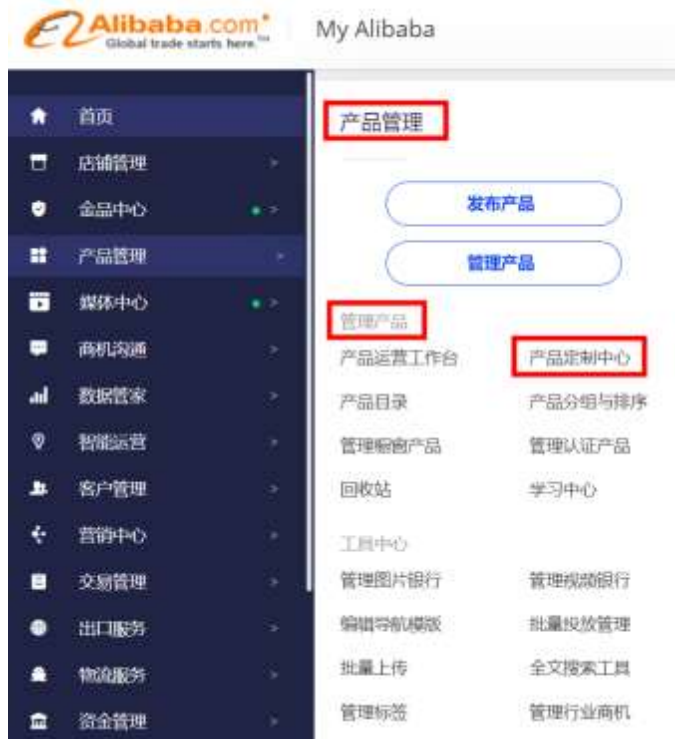 Alibaba.com
Global trade starts here.™
My Alibaba
首页
店铺管理
金品中心
产品管理
媒体中心
商机沟通
数据管家
智能运营
客户管理
营销中心
交易管理
出口服务
物流服务
资金管理
产品管理
发布产品
管理产品
管理产品
产品运营工作台 产品定制中心
产品目录 产品分组与排序
管理橱窗产品 管理认证产品
回收站 学习中心
工具中心
管理图片银行 管理视频银行
编辑导航模版 批量投放管理
批量上传 全文搜索工具
管理标签 管理行业商机